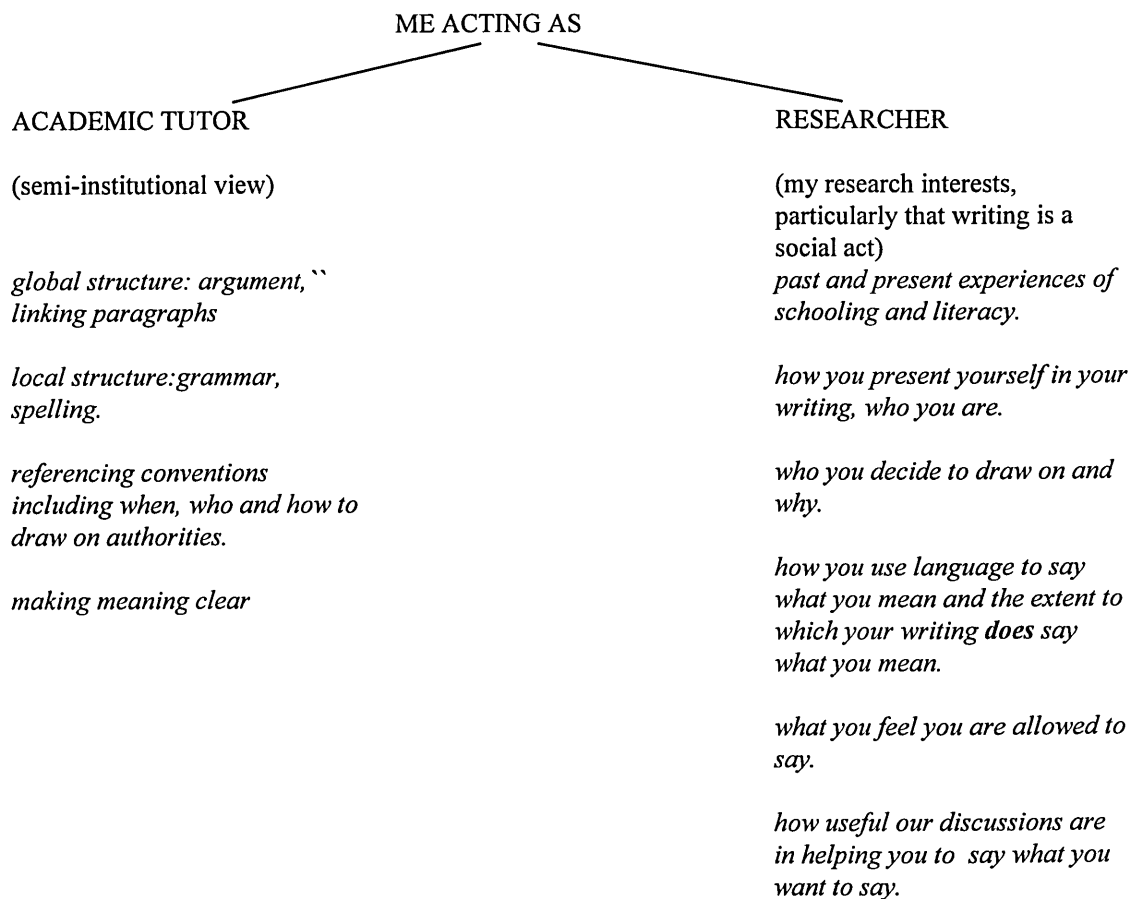 ME ACTING AS
ACADEMIC TUTOR
(semi-institutional view)
global structure: argument, ``
linking paragraphs
local structure:grammar,
spelling.
referencing conventions
including when, who and how to
draw on authorities.
making meaning clear
RESEARCHER
(my research interests,
particularly that writing is a
social act)
past and present experiences of
schooling and literacy.
how you present yourself in your
writing, who you are.
who you decide to draw on and
why.
how you use language to say
what you mean and the extent to
which your writing does say
what you mean.
what you feel you are allowed to
say.
how useful our discussions are
in helping you to say what you
want to say.